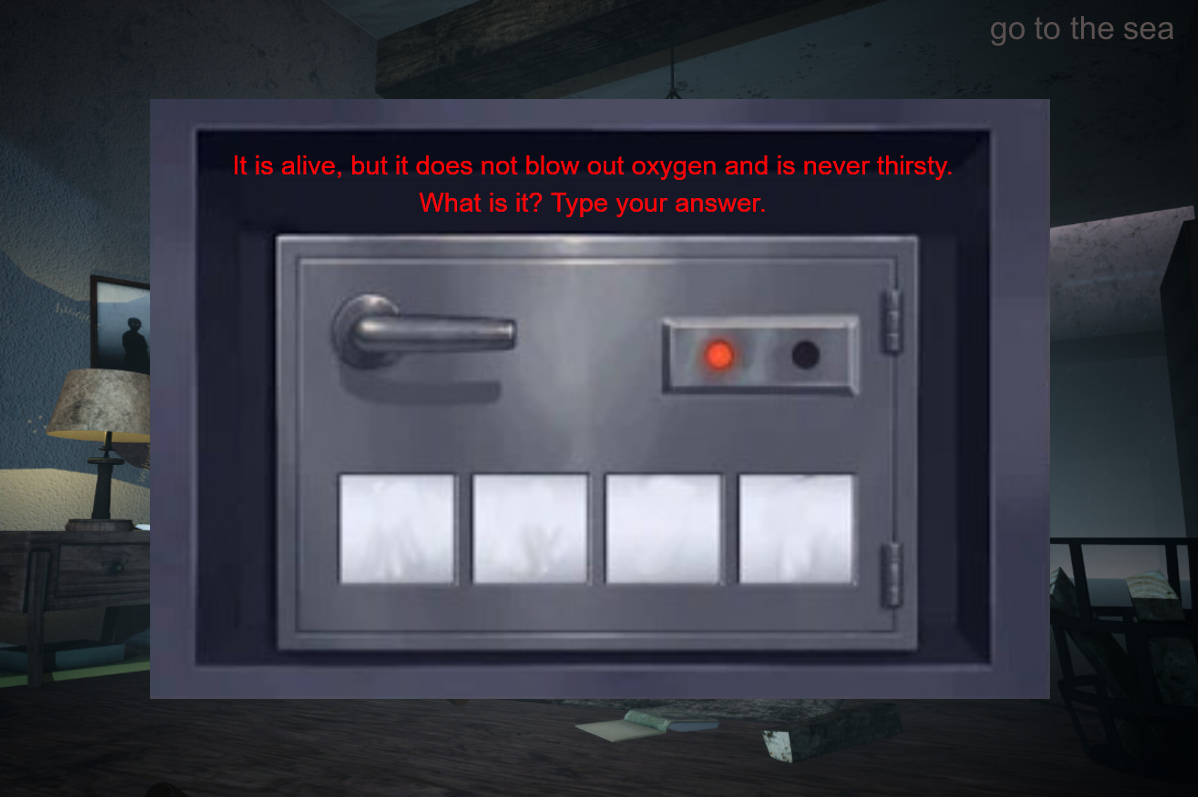 go to the sea
It is alive, but it does not blow out oxygen and is never thirsty.
What is it? Type your answer.